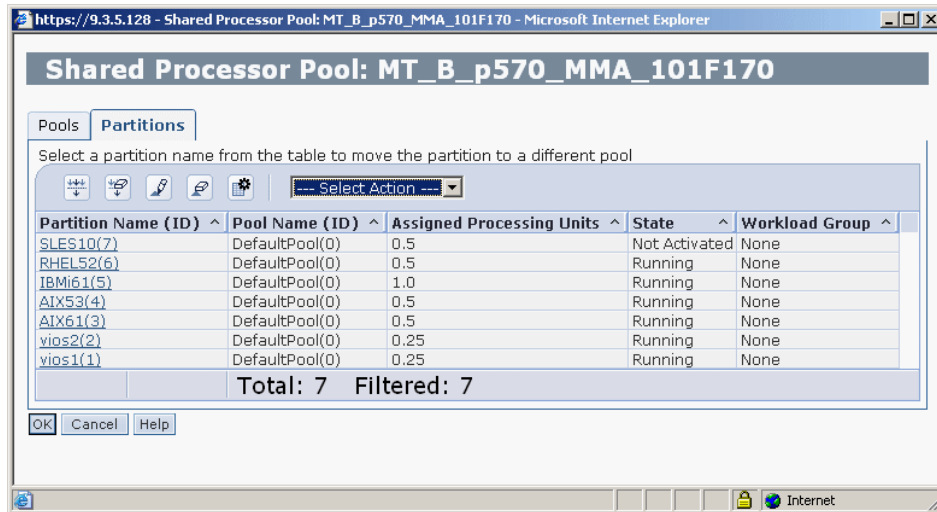 https://9.3.5.128 - Shared Processor Pool: MT_B_p570_MMA_101F170 - Microsoft Internet Explorer
Shared Processor Pool: MT_B_p570_MMA_101F170
Pools Partitions
Select a partition name from the table to move the partition to a different pool
--- Select Action ---
Partition Name (ID) ^ Pool Name (ID) ^ Assigned Processing Units ^ State ^ Workload Group ^
SLES10(7) DefaultPool(0) 0.5 Not Activated None
RHEL52(6) DefaultPool(0) 0.5 Running None
IBMi61(5) DefaultPool(0) 1.0 Running None
AIX53(4) DefaultPool(0) 0.5 Running None
AIX61(3) DefaultPool(0) 0.5 Running None
vios2(2) DefaultPool(0) 0.25 Running None
vios1(1) DefaultPool(0) 0.25 Running None
Total: 7 Filtered: 7
OK Cancel Help
Internet